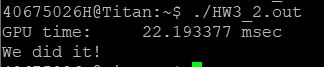 40675026H@Titan:~$ ./HW3_2.out
GPU time:     22.193377 msec
We did it!